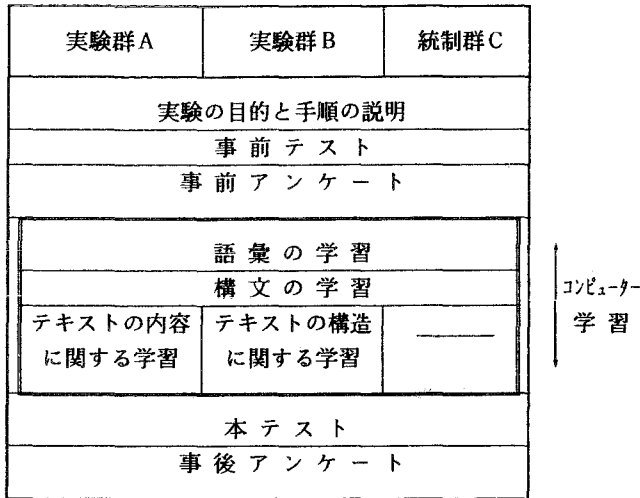 実験群A 実験群B 統制群C
実験の目的と手順の説明
事前テスト
事前アンケート
語彙の学習
構文の学習
テキストの内容に関する学習
テキストの構造に関する学習
コンピューター学習
本テスト
事後アンケート